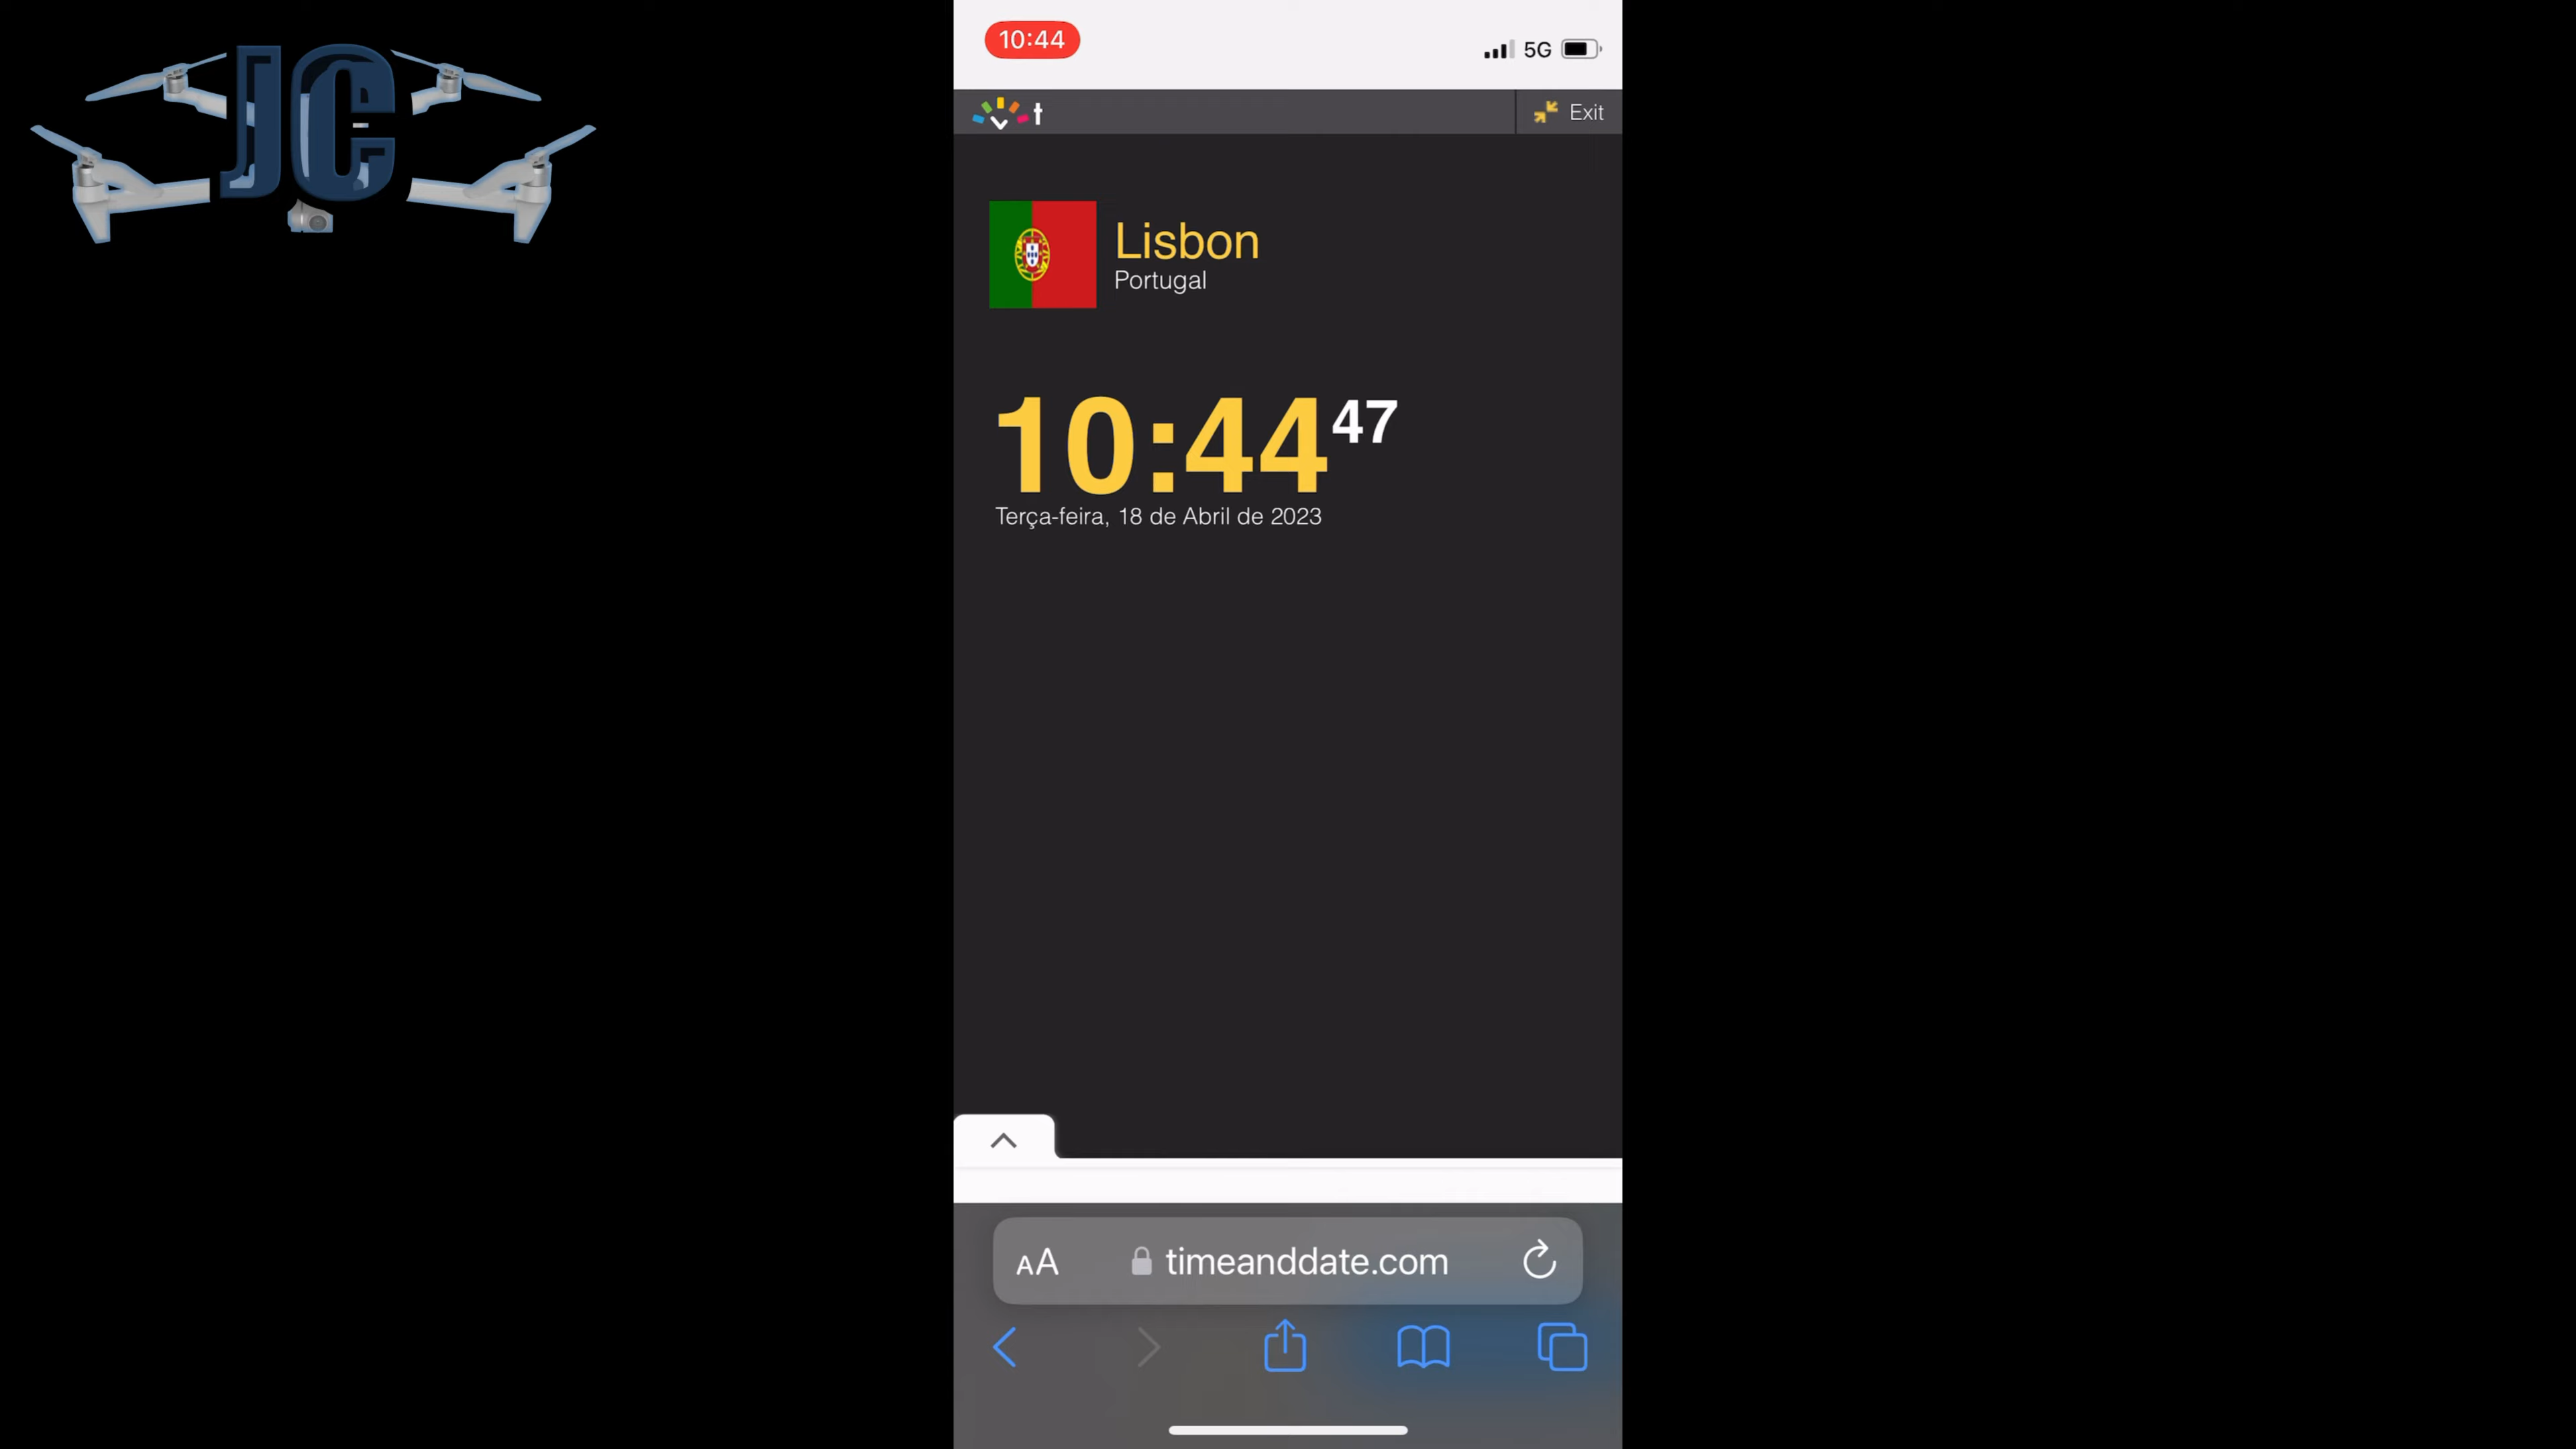 JC
10:44
5G
t
Exit
Lisbon
Portugal
10:44 47
Terça-feira, 18 de Abril de 2023
AA
timeanddate.com